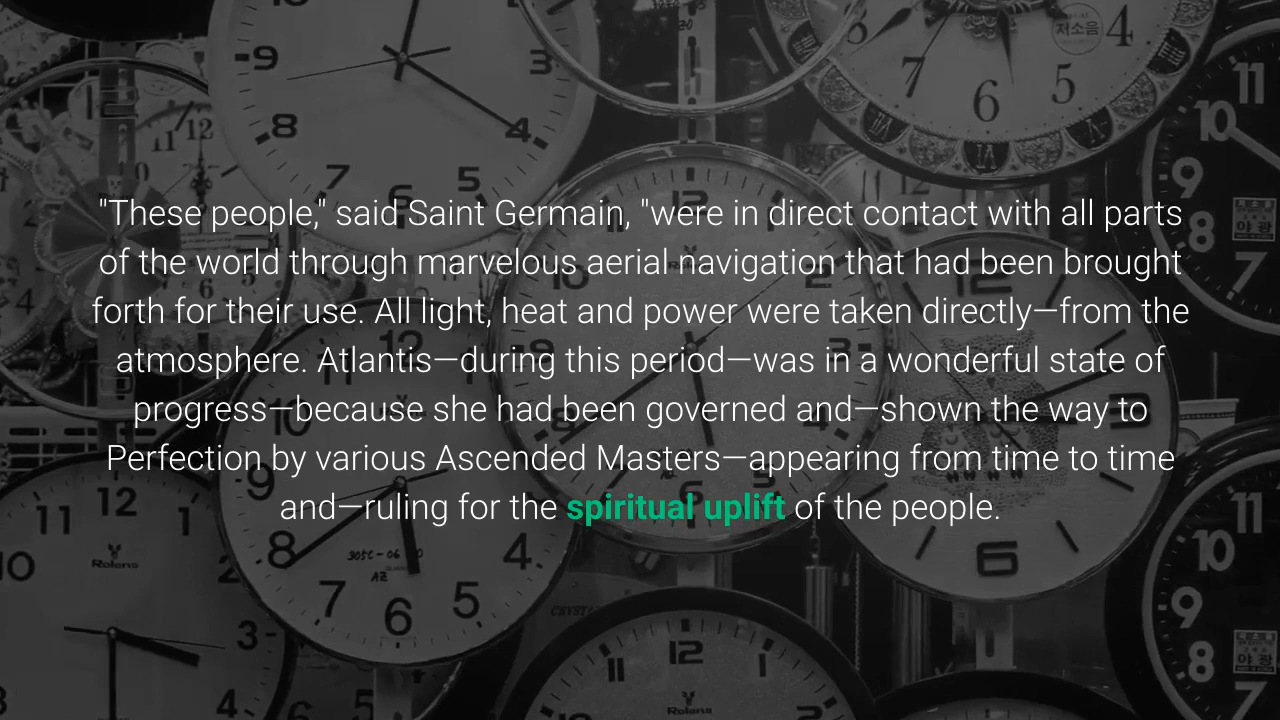 "These people," said Saint Germain, "were in direct contact with all parts
of the world through marvelous aerial navigation that had been brought
forth for their use. All light, heat and power were taken directly—from the
atmosphere. Atlantis—during this period—was in a wonderful state of
progress—because she had been governed and—shown the way to
Perfection by various Ascended Masters—appearing from time to time
and—ruling for the spiritual uplift of the people.